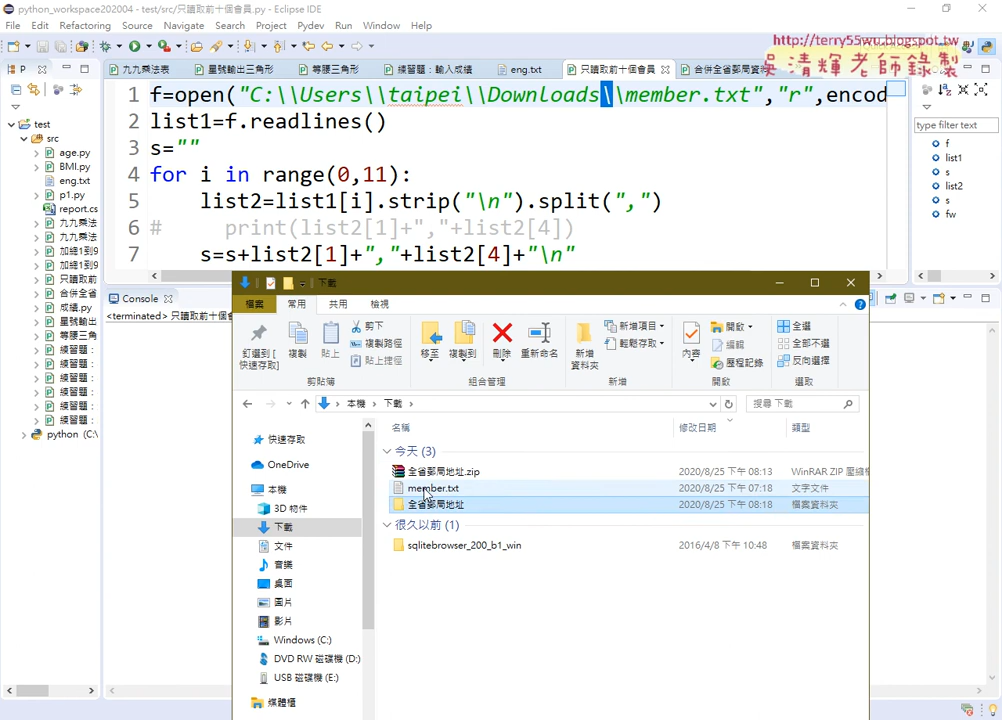 python_workspace202004 - test/src/只讀取前十個會員.py - Eclipse IDE
File Edit Refactoring Source Navigate Search Project Pydev Run Window Help
http://terry55wu.blogspot.tw
吳清輝老師錄製
P
九九乘法表
星號輸出三角形
等腰三角形
練習題：輸入成績
eng.txt
只讀取前十個會員
合併全省郵局資料
test
src
age.py
BMI.py
eng.txt
p1.py
report.cs
九九乘法
九九乘法
加總1到9
加總1到9
只讀取前
合併全省
成績.py
星號輸出
等腰三角
練習題：
練習題：
練習題：
練習題：
練習題：
練習題：
python (C:\
1 f=open("C:\\Users\\taipei\\Downloads\\member.txt","r",encod
2 list1=f.readlines()
3 s=""
4 for i in range(0,11):
5 list2=list1[i].strip("\n").split(",")
6 # print(list2[1]+","+list2[4])
7 s=s+list2[1]+","+list2[4]+"\n"
type filter text
f
list1
s
list2
s
fw
Console
<terminated> 只讀取前十個會
下載
檔案 常用 共用 檢視
釘選到 [
快速存取]
複製
貼上
剪下
複製路徑
貼上捷徑
剪貼簿
移至
複製到
刪除
重新命名
組合管理
新增
資料夾
新增項目
輕鬆存取
新增
內容
開啟
編輯
歷程記錄
開啟
全選
全部不選
反向選擇
選取
本機 > 下載 >
搜尋 下載
名稱 修改日期 類型
快速存取
OneDrive
本機
3D 物件
下載
文件
音樂
桌面
圖片
影片
Windows (C:)
DVD RW 磁碟機 (D:)
USB 磁碟機 (E:)
媒體櫃
今天 (3)
全省郵局地址.zip 2020/8/25 下午 08:13 WinRAR ZIP 壓縮
member.txt 2020/8/25 下午 07:18 文字文件
全省郵局地址 2020/8/25 下午 08:18 檔案資料夾
很久以前 (1)
sqlitebrowser_200_b1_win 2016/4/8 下午 10:48 檔案資料夾